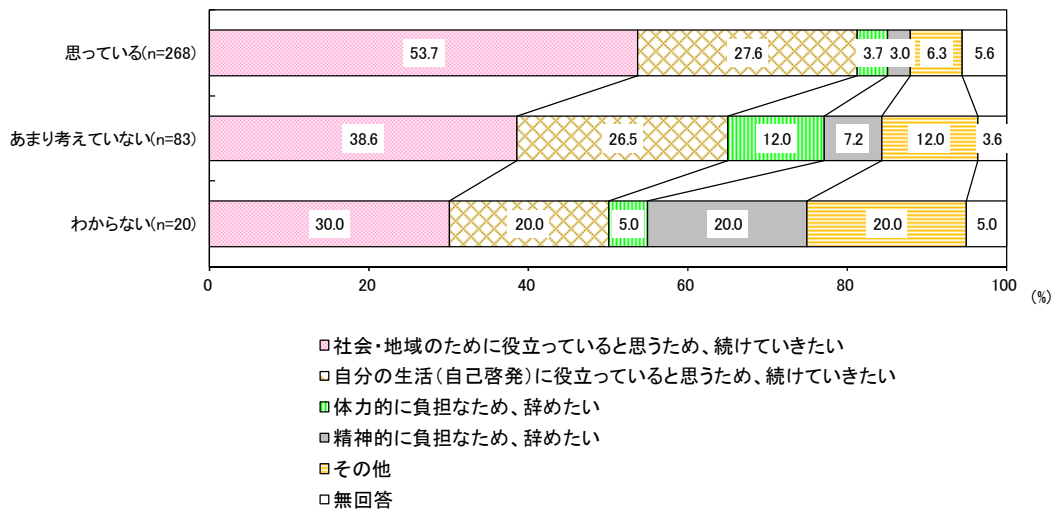 思っている(n=268)
53.7 27.6 3.7 3.0 6.3 5.6
あまり考えていない(n=83)
38.6 26.5 12.0 7.2 12.0 3.6
わからない(n=20)
30.0 20.0 5.0 20.0 20.0 5.0
0 20 40 60 80 100
(%)
社会・地域のために役立っていると思うため、続けていきたい
自分の生活(自己啓発)に役立っていると思うため、続けていきたい
体力的に負担なため、辞めたい
精神的に負担なため、辞めたい
その他
無回答